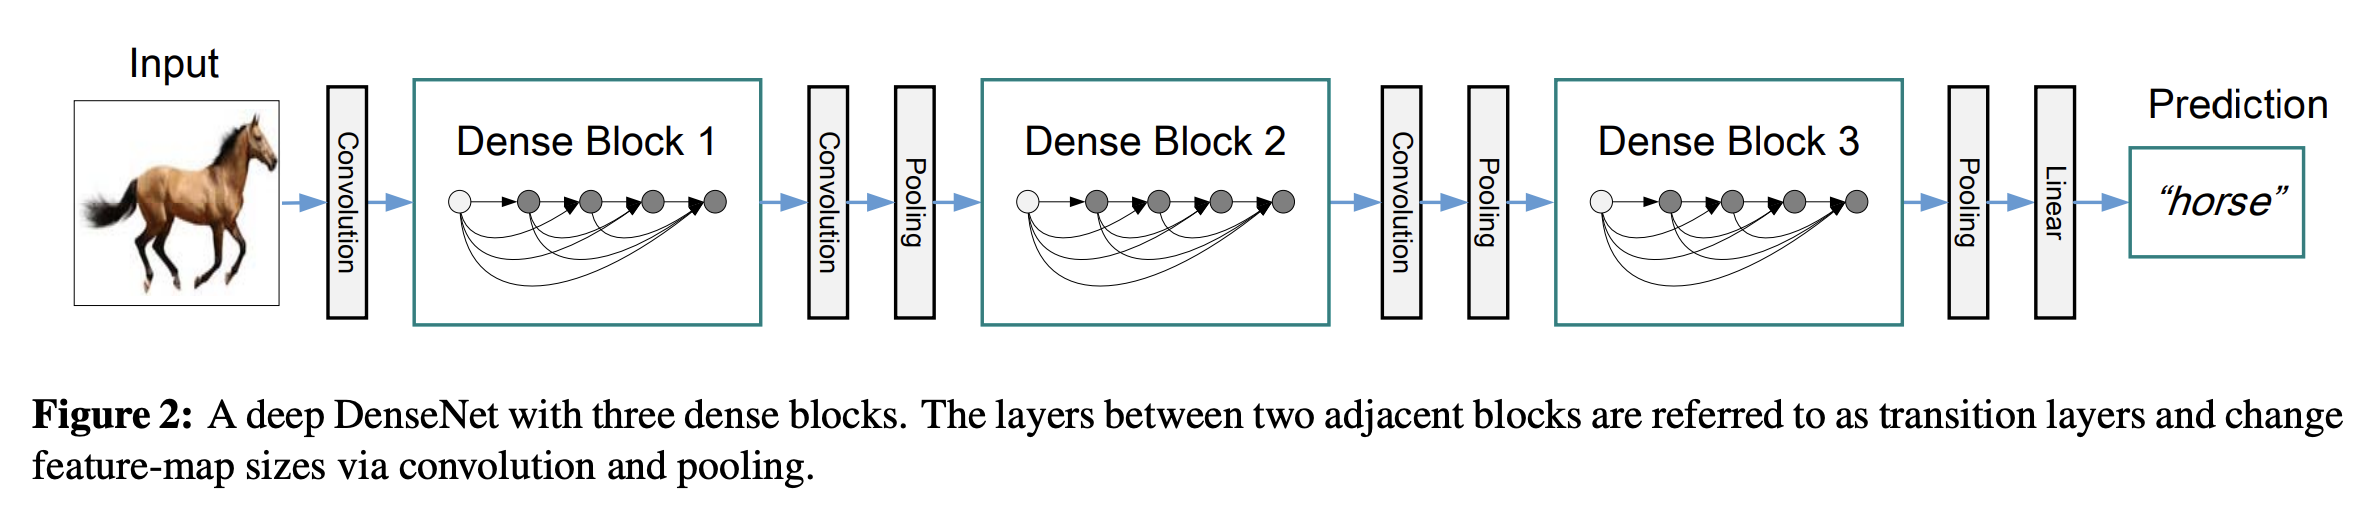 Input
Convolution
Dense Block 1
Convolution
Pooling
Dense Block 2
Convolution
Pooling
Dense Block 3
Pooling
Linear
Prediction
“horse”
Figure 2: A deep DenseNet with three dense blocks. The layers between two adjacent blocks are referred to as transition layers and change
feature-map sizes via convolution and pooling.